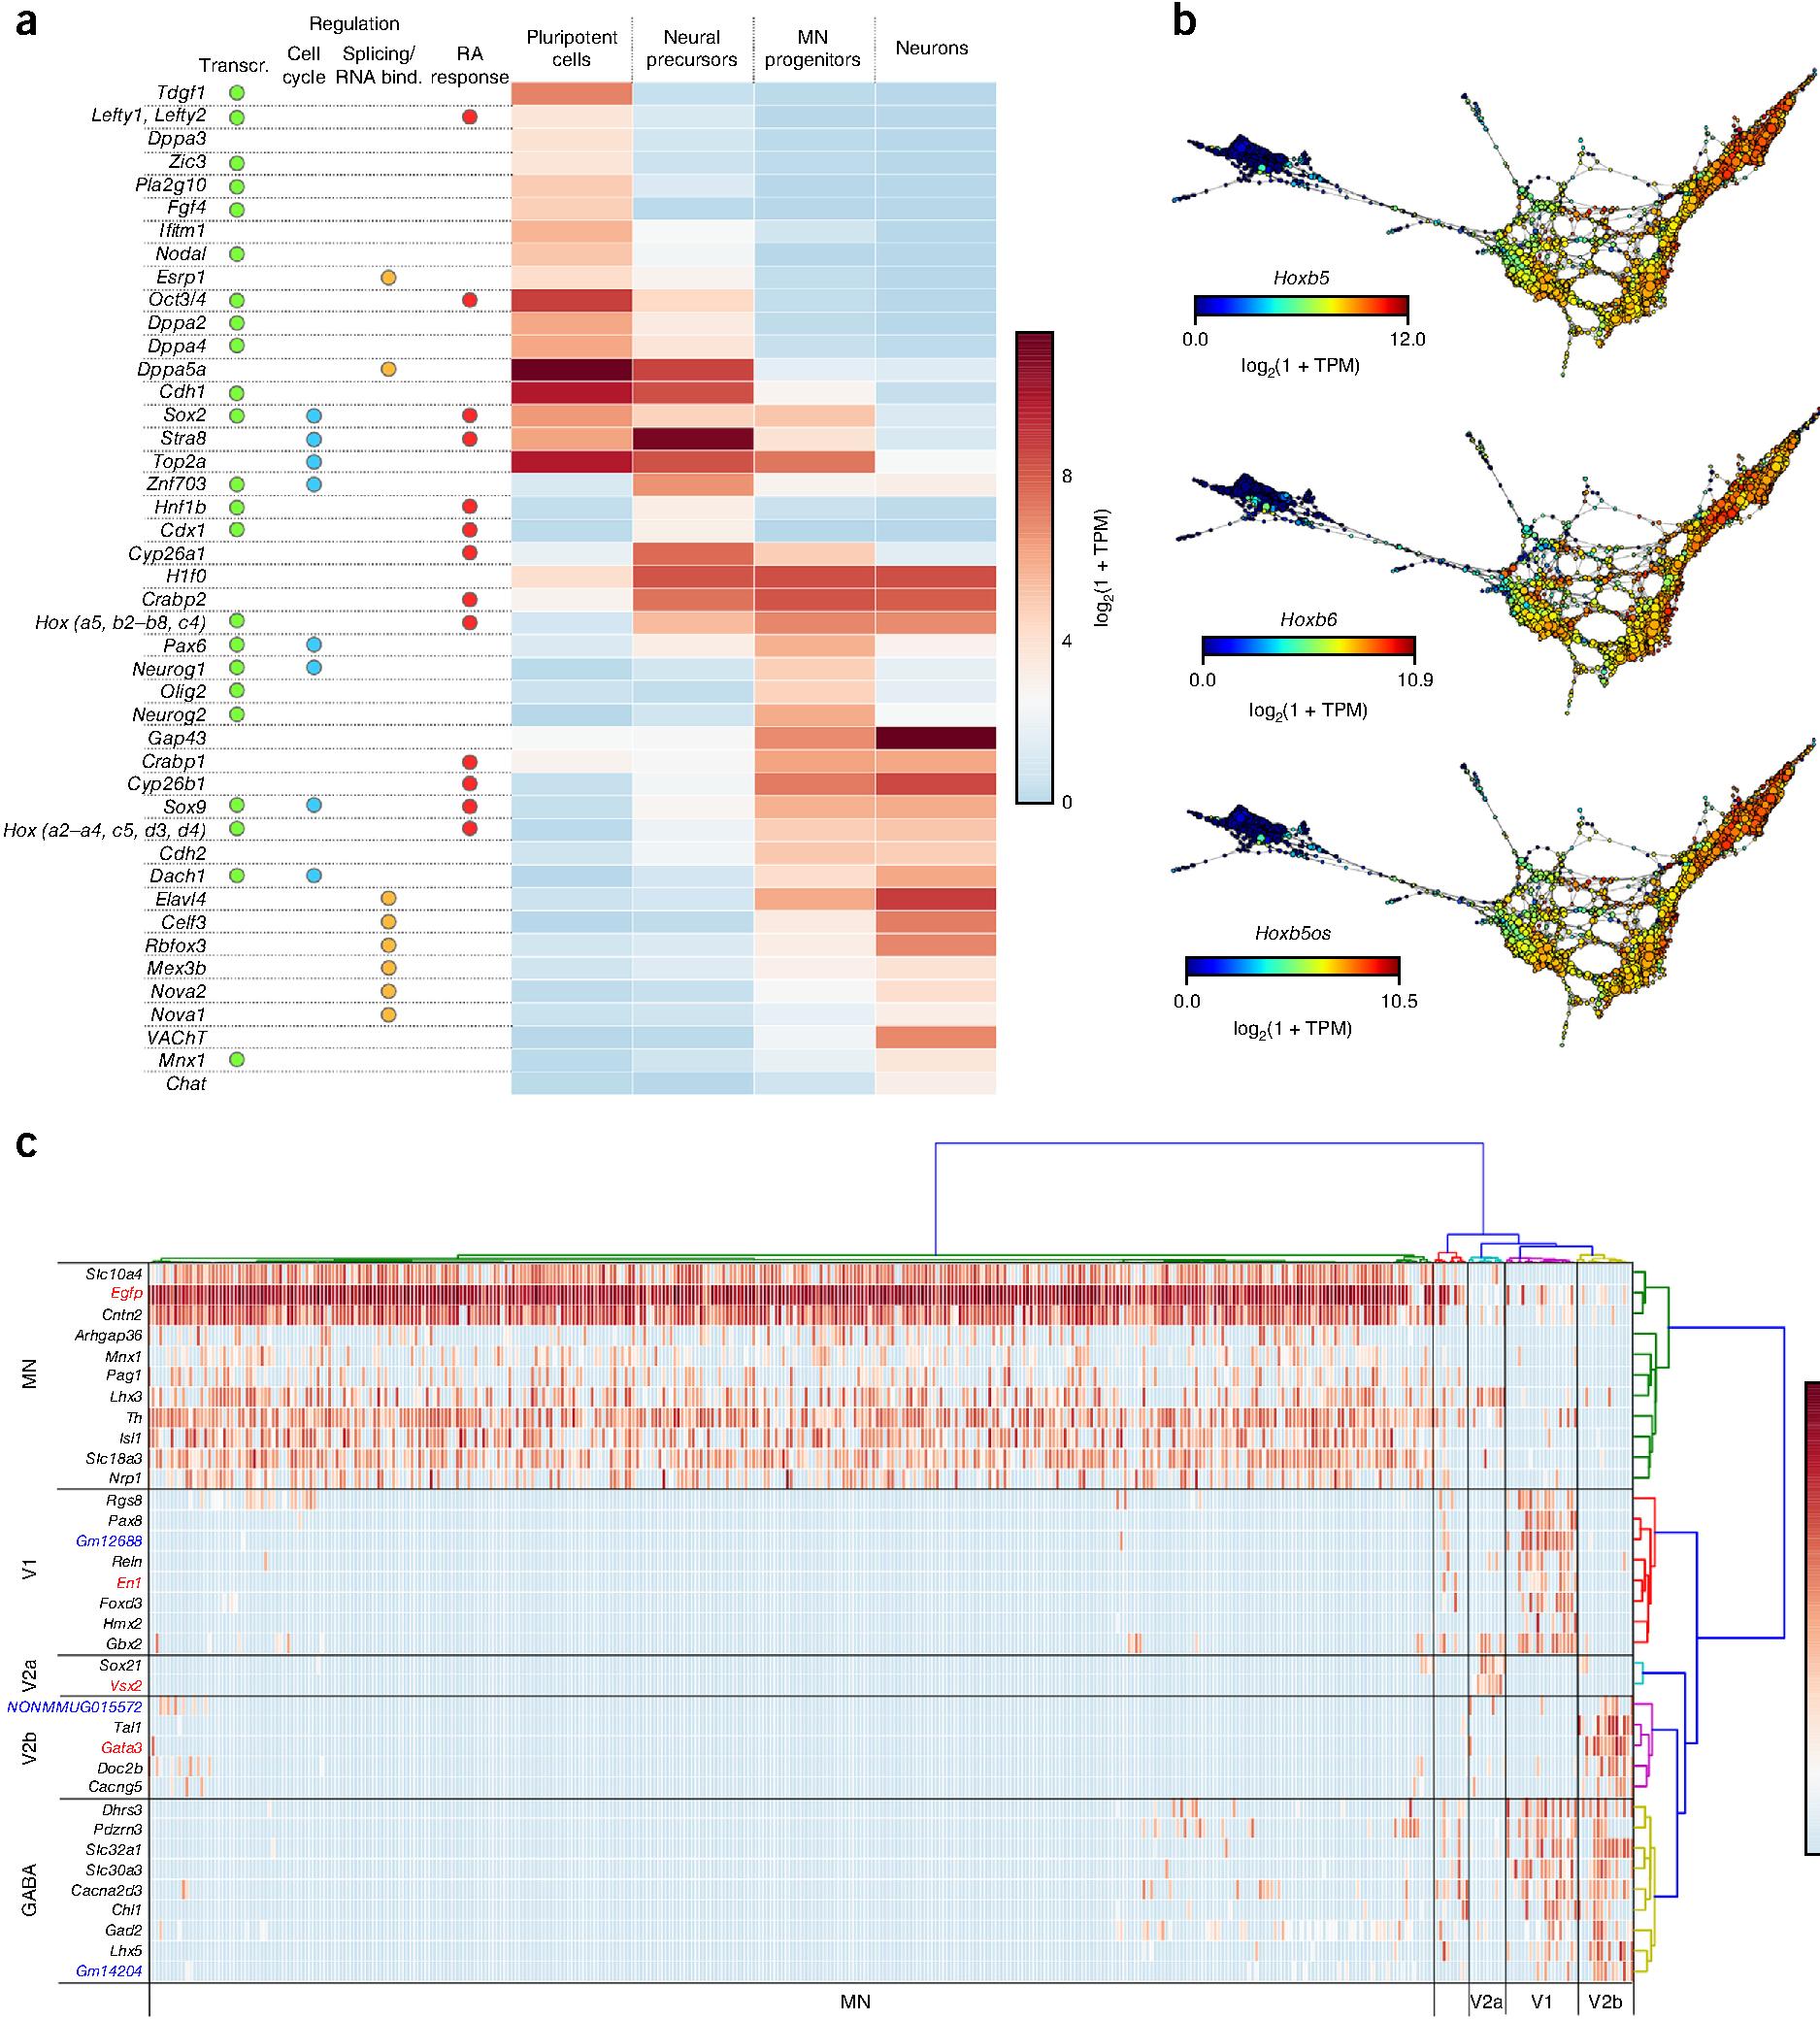 a
Regulation
Transcr.
Cell
cycle
Splicing/
RNA bind.
RA
response
Pluripotent
cells
Neural
precursors
MN
progenitors
Neurons
Tdgf1
Lefty1, Lefty2
Dppa3
Zic3
Pla2g10
Fgf4
Ifitm1
Nodal
Esrp1
Oct3/4
Dppa2
Dppa4
Dppa5a
Cdh1
Sox2
Stra8
Top2a
Znf703
Hnf1b
Cdx1
Cyp26a1
H1f0
Crabp2
Hox (a5, b2–b8, c4)
Pax6
Neurog1
Olig2
Neurog2
Gap43
Crabp1
Cyp26b1
Sox9
Hox (a2–a4, c5, d3, d4)
Cdh2
Dach1
Elavl4
Celf3
Rbfox3
Mex3b
Nova2
Nova1
VAChT
Mnx1
Chat
8
4
0
log2(1 + TPM)
b
Hoxb5
0.0 12.0
log2(1 + TPM)
Hoxb6
0.0 10.9
log2(1 + TPM)
Hoxb5os
0.0 10.5
log2(1 + TPM)
c
MN
Slc10a4
Egfp
Cntn2
Arhgap36
Mnx1
Pag1
Lhx3
Th
Isl1
Slc18a3
Nrp1
V1
Rgs8
Pax8
Gm12688
Reln
En1
Foxd3
Hmx2
Gbx2
V2a
Sox21
Vsx2
V2b
NONMMUG015572
Tal1
Gata3
Doc2b
Cacng5
GABA
Dhrs3
Pdzrn3
Slc32a1
Slc30a3
Cacna2d3
Chl1
Gad2
Lhx5
Gm14204
MN V2a V1 V2b